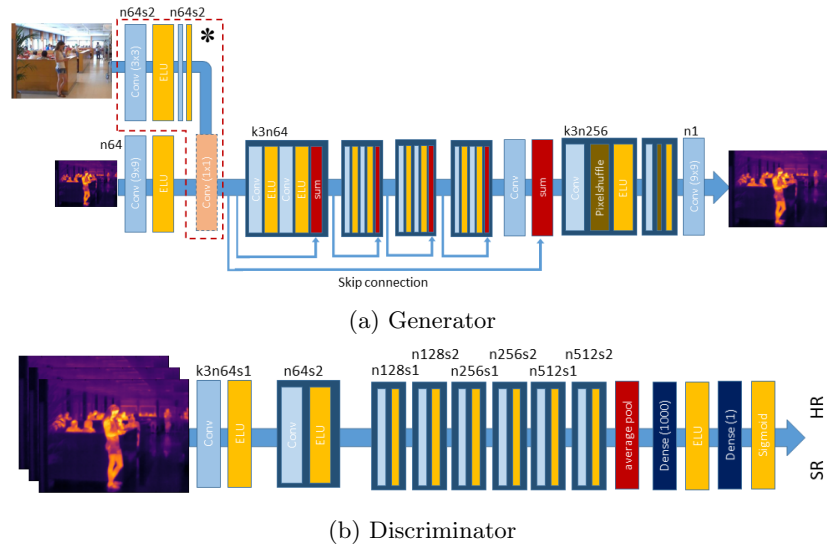 n64s2 n64s2
Conv (3x3)
ELU
*
n64
Conv (9x9)
ELU
Conv (1x1)
k3n64
Conv
ELU
Conv
ELU
sum
Conv
sum
k3n256
Conv
Pixelshuffle
ELU
n1
Conv (9x9)
Skip connection
(a) Generator
k3n64s1
Conv
ELU
n64s2
Conv
ELU
n128s1
n128s2
n256s1
n256s2
n512s1
n512s2
average pool
Dense (1000)
ELU
Dense (1)
Sigmoid
HR
SR
(b) Discriminator